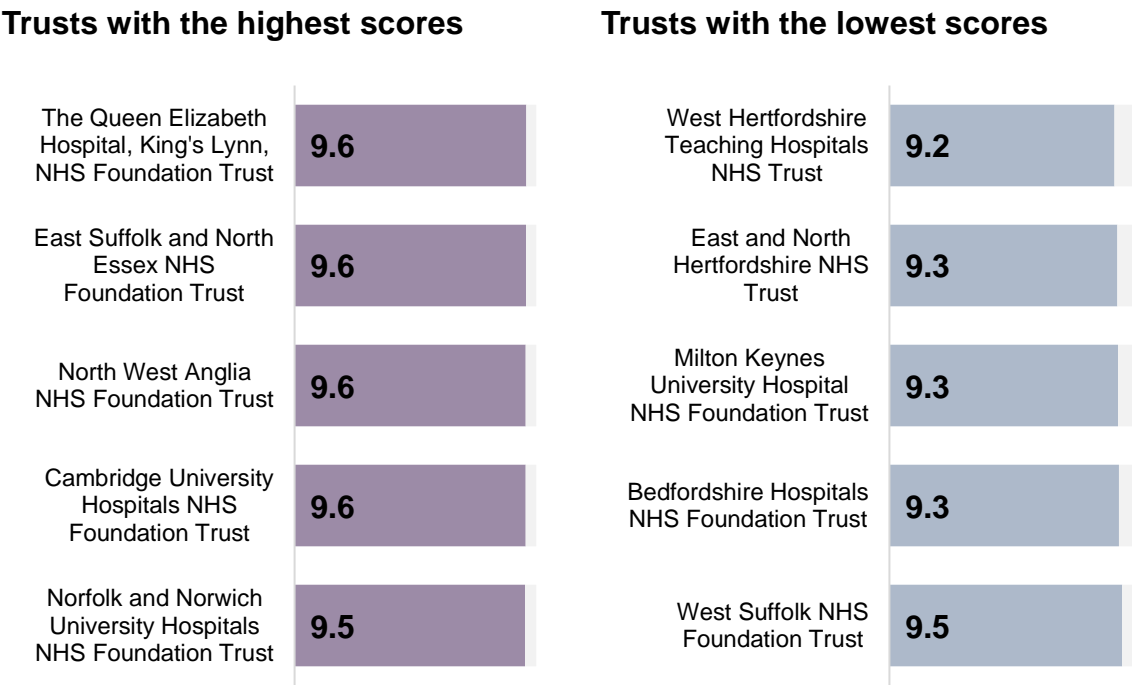 Trusts with the highest scores
The Queen Elizabeth
Hospital, King's Lynn,
NHS Foundation Trust
9.6
East Suffolk and North
Essex NHS
Foundation Trust
9.6
North West Anglia
NHS Foundation Trust
9.6
Cambridge University
Hospitals NHS
Foundation Trust
9.6
Norfolk and Norwich
University Hospitals
NHS Foundation Trust
9.5
Trusts with the lowest scores
West Hertfordshire
Teaching Hospitals
NHS Trust
9.2
East and North
Hertfordshire NHS
Trust
9.3
Milton Keynes
University Hospital
NHS Foundation Trust
9.3
Bedfordshire Hospitals
NHS Foundation Trust
9.3
West Suffolk NHS
Foundation Trust
9.5